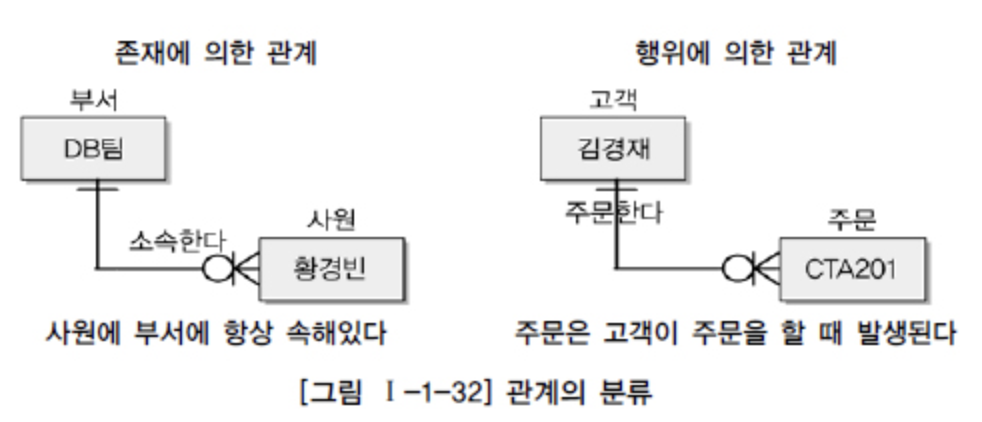 존재에 의한 관계
행위에 의한 관계
부서
DB팀
소속한다
사원
황경빈
고객
김경재
주문한다
주문
CTA201
사원에 부서에 항상 속해있다
주문은 고객이 주문을 할 때 발생된다
[그림 Ⅰ-1-32] 관계의 분류